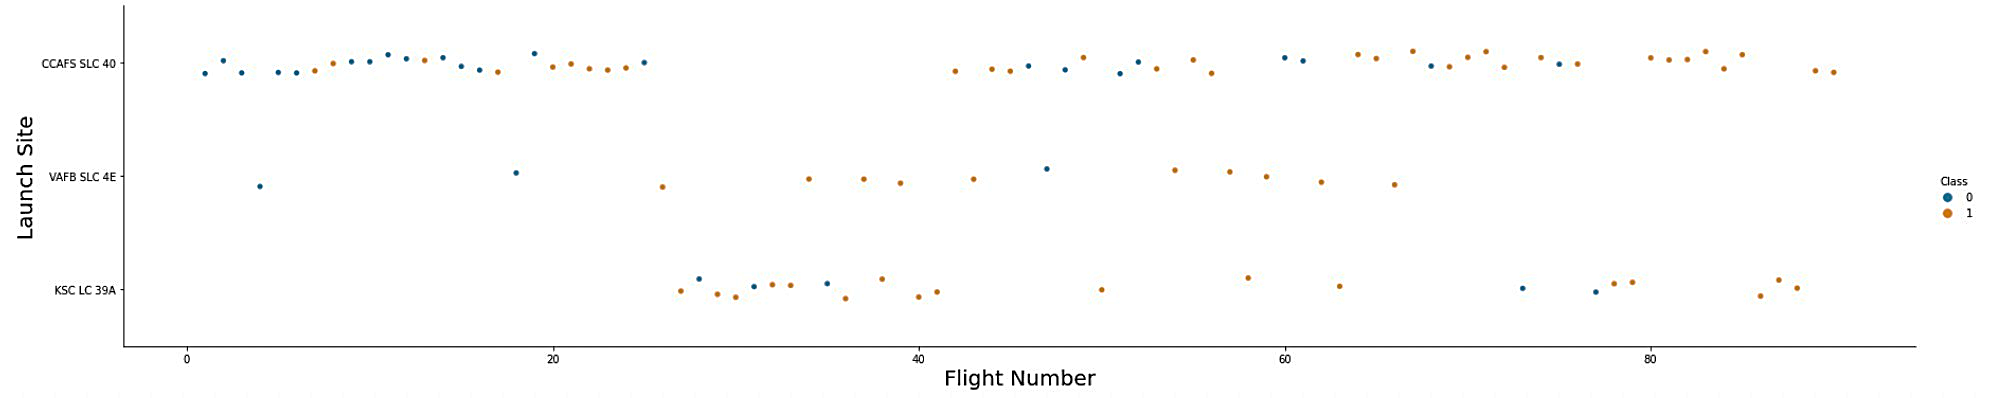 CCAFS SLC 40
VAFB SLC 4E
KSC LC 39A
Launch Site
0
20
40
60
80
Flight Number
Class
0
1